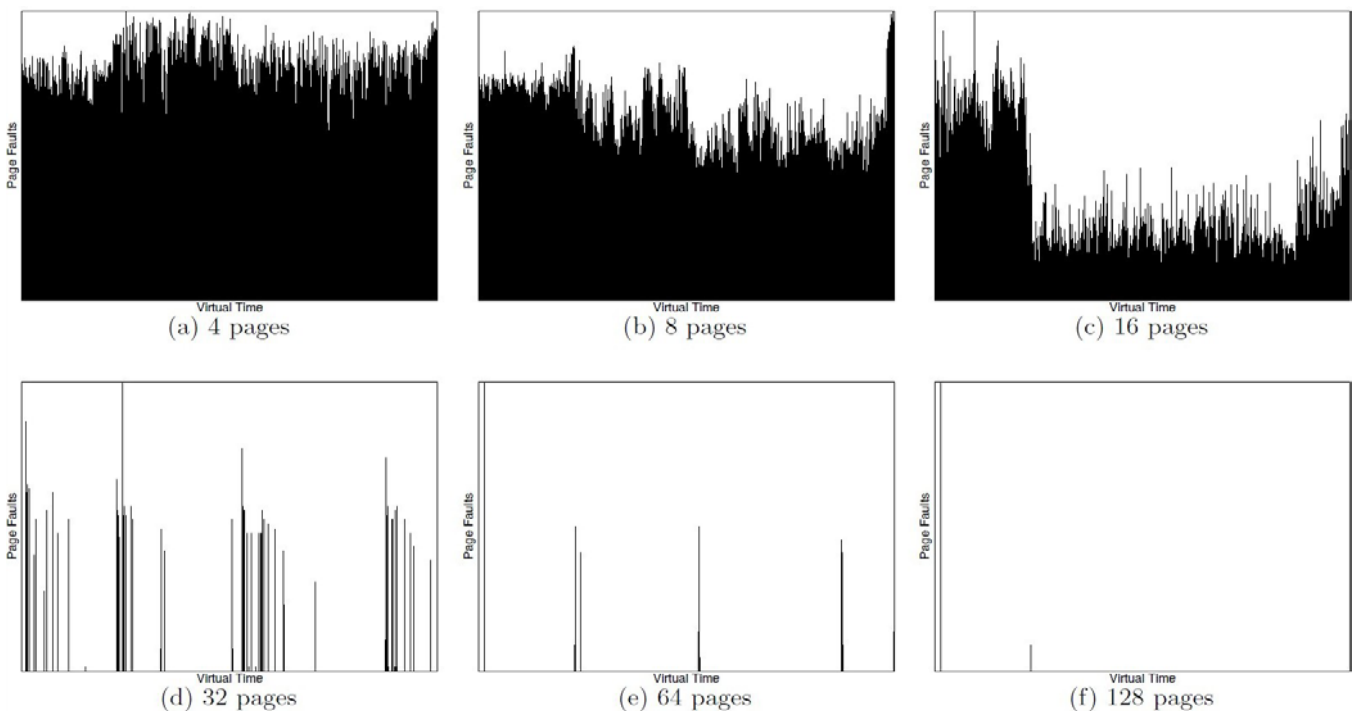 Page Faults
Virtual Time
(a) 4 pages
Page Faults
Virtual Time
(b) 8 pages
Page Faults
Virtual Time
(c) 16 pages
Page Faults
Virtual Time
(d) 32 pages
Page Faults
Virtual Time
(e) 64 pages
Page Faults
Virtual Time
(f) 128 pages